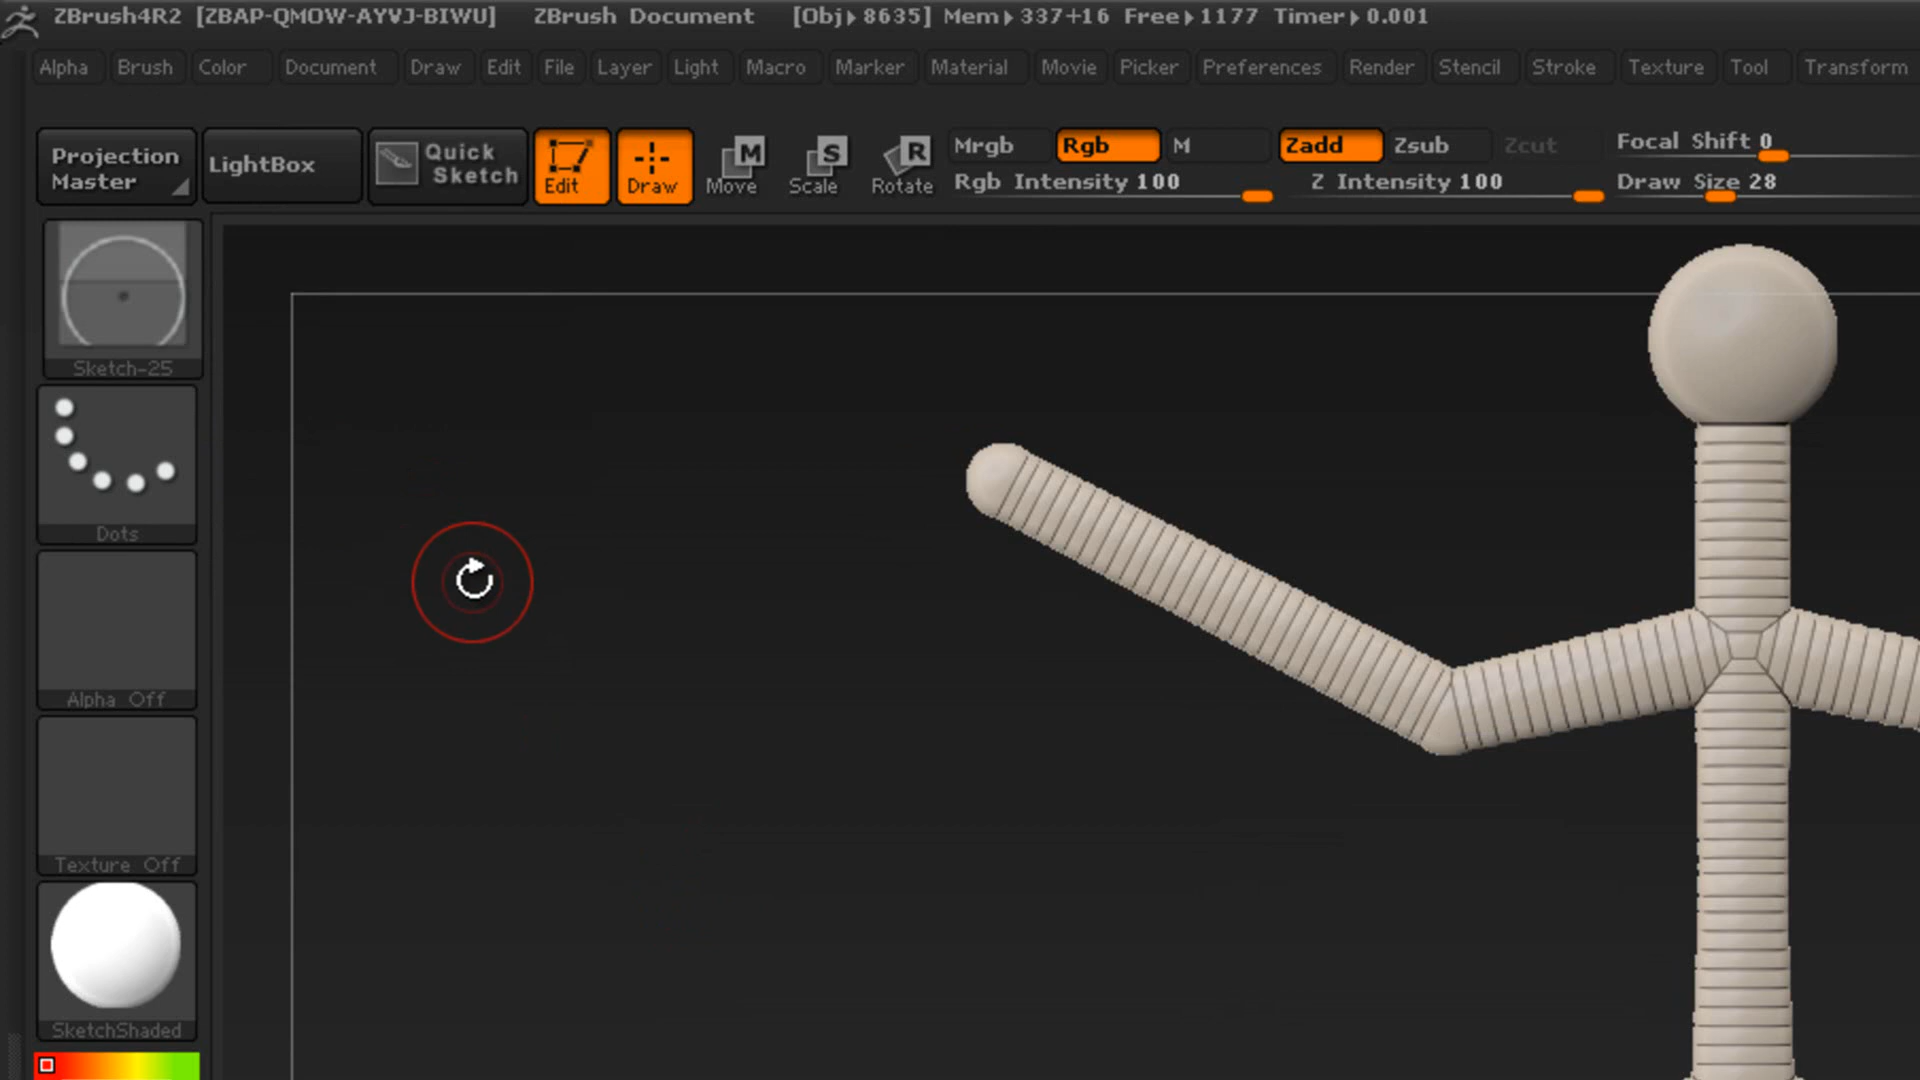 ZBrush4R2 [ZBAP-QMOW-AYVJ-BIWU] ZBrush Document [Obj▸8635] Mem▸337+16 Free▸1177 Timer▸0.001
Alpha Brush Color Document Draw Edit File Layer Light Macro Marker Material Movie Picker Preferences Render Stencil Stroke Texture Tool Transform
Projection
Master
LightBox
Quick
Sketch
Edit
Draw
M
Move
S
Scale
R
Rotate
Mrgb Rgb M
Rgb Intensity 100
Zadd Zsub Zcut
Z Intensity 100
Focal Shift 0
Draw Size 28
Sketch-25
Dots
Alpha Off
Texture Off
SketchShaded